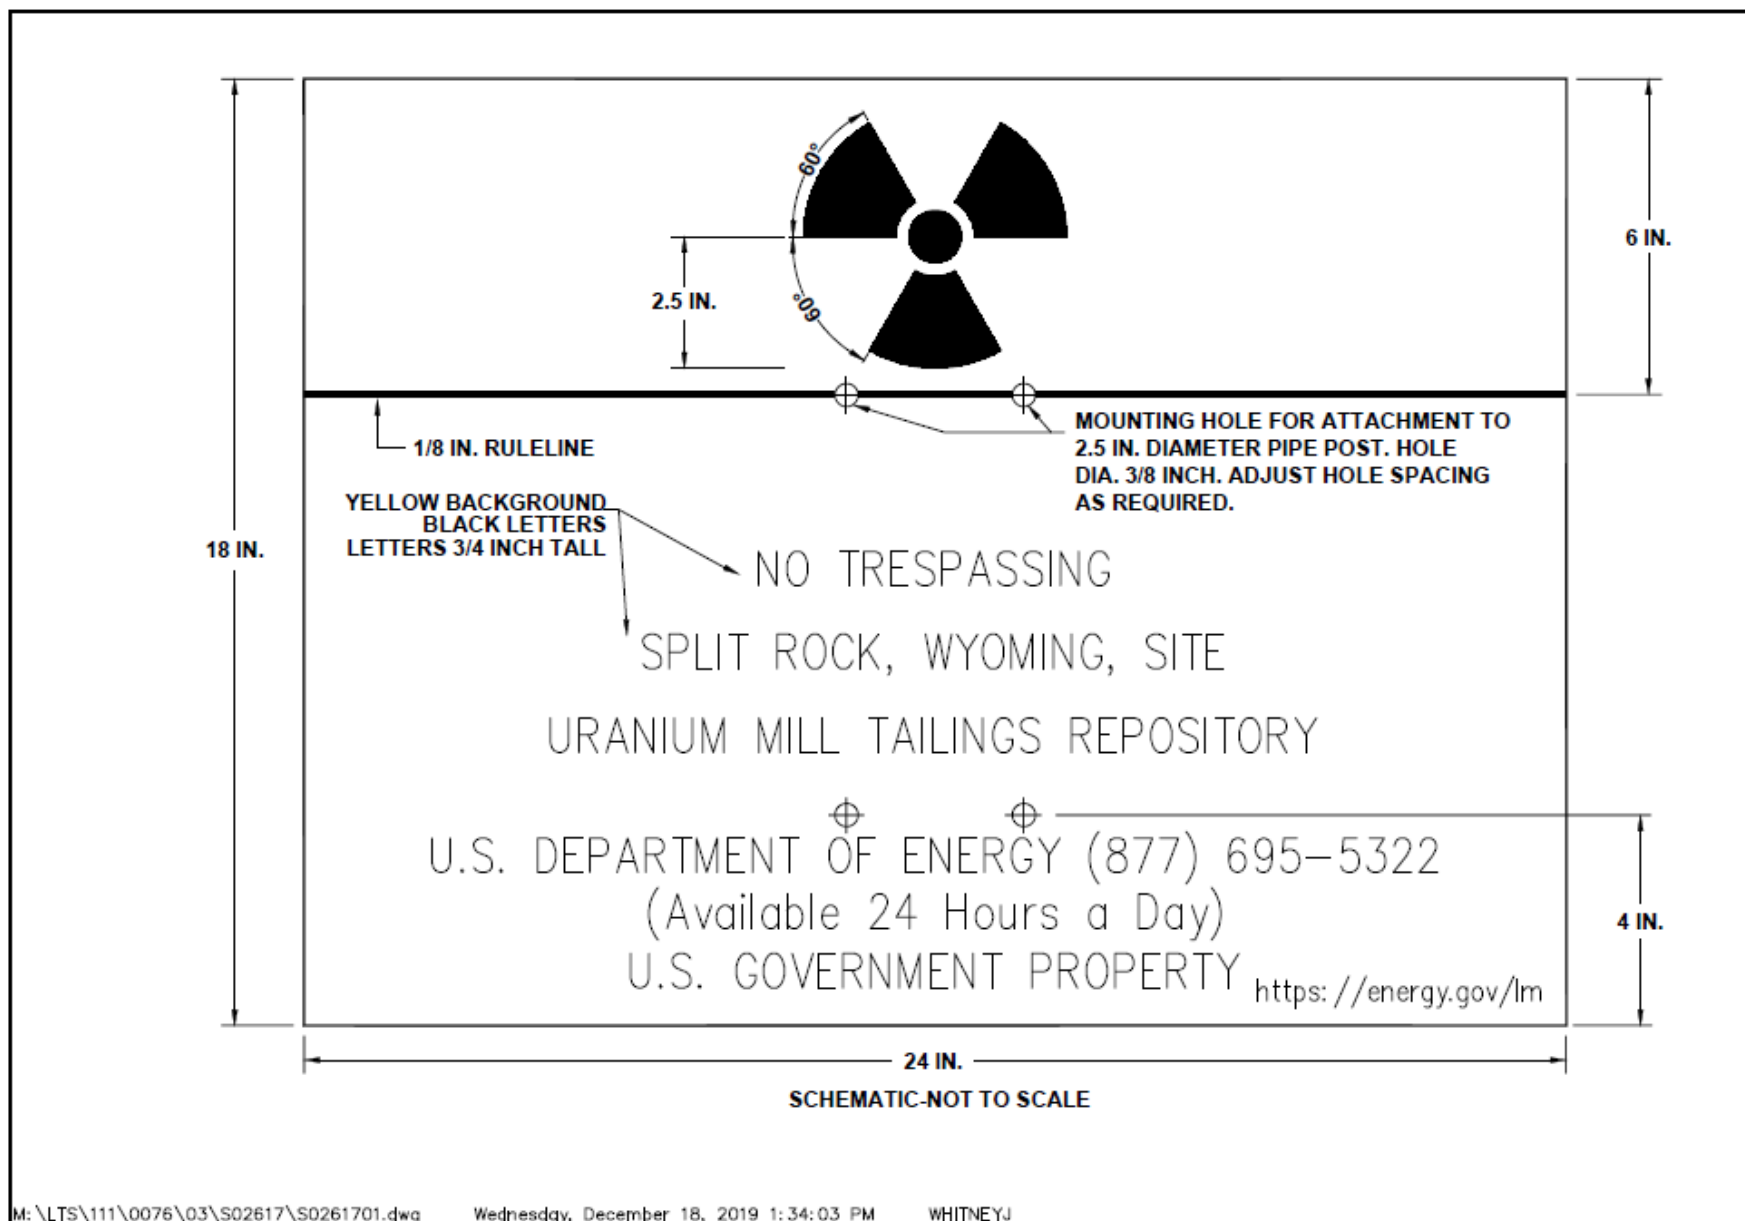 60°
6 IN.
2.5 IN.
60°
MOUNTING HOLE FOR ATTACHMENT TO
2.5 IN. DIAMETER PIPE POST. HOLE
DIA. 3/8 INCH. ADJUST HOLE SPACING
AS REQUIRED.
1/8 IN. RULELINE
YELLOW BACKGROUND
BLACK LETTERS
LETTERS 3/4 INCH TALL
18 IN.
NO TRESPASSING
SPLIT ROCK, WYOMING, SITE
URANIUM MILL TAILINGS REPOSITORY
U.S. DEPARTMENT OF ENERGY (877) 695-5322
(Available 24 Hours a Day)
4 IN.
U.S. GOVERNMENT PROPERTY
https://energy.gov/lm
24 IN.
SCHEMATIC-NOT TO SCALE
M:\LTS\111\0076\03\S02617\S0261701.dwg Wednesday, December 18, 2019 1:34:03 PM WHITNEYJ